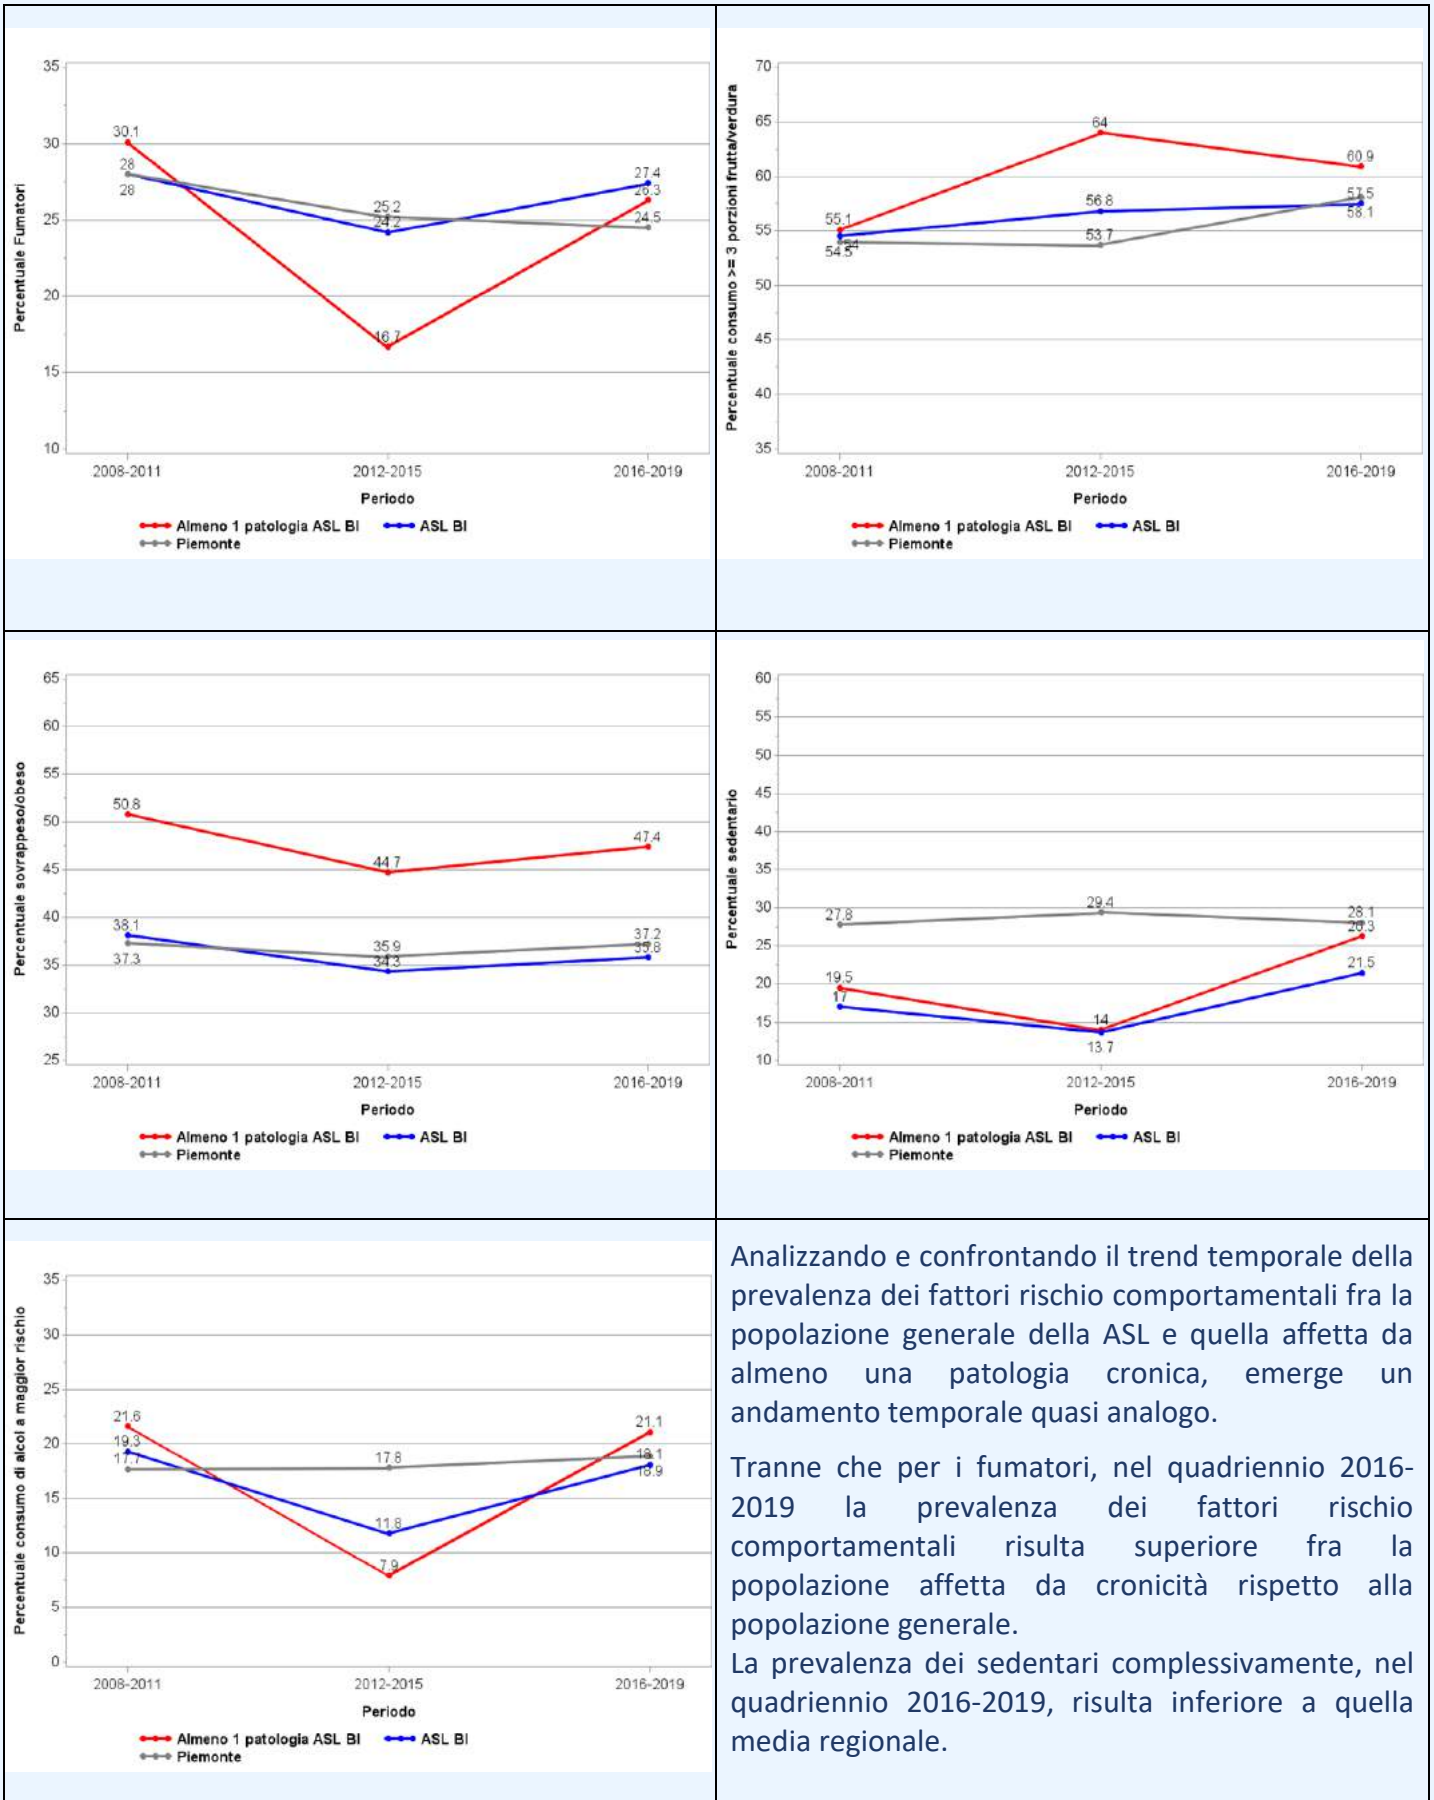 Percentuale Fumatori
35
30
25
20
15
10
30.1
28
28
25.2
24.2
16.7
27.4
26.3
24.5
2008-2011 2012-2015 2016-2019
Periodo
Almeno 1 patologia ASL BI ASL BI
Piemonte
Percentuale consumo >= 3 porzioni frutta/verdura
70
65
60
55
50
45
40
35
55.1
54
54.5
64
56.8
53.7
60.9
57.5
58.1
2008-2011 2012-2015 2016-2019
Periodo
Almeno 1 patologia ASL BI ASL BI
Piemonte
Percentuale sovrappeso/obeso
65
60
55
50
45
40
35
30
25
50.8
38.1
37.3
44.7
35.9
34.3
47.4
37.2
35.8
2008-2011 2012-2015 2016-2019
Periodo
Almeno 1 patologia ASL BI ASL BI
Piemonte
Percentuale sedentario
60
55
50
45
40
35
30
25
20
15
10
27.8
19.5
17
29.4
14
13.7
28.1
26.3
21.5
2008-2011 2012-2015 2016-2019
Periodo
Almeno 1 patologia ASL BI ASL BI
Piemonte
Percentuale consumo di alcol a maggior rischio
35
30
25
20
15
10
5
0
21.6
19.3
17.7
17.8
11.8
7.9
21.1
18.1
18.9
2008-2011 2012-2015 2016-2019
Periodo
Almeno 1 patologia ASL BI ASL BI
Piemonte
Analizzando e confrontando il trend temporale della
prevalenza dei fattori rischio comportamentali fra la
popolazione generale della ASL e quella affetta da
almeno una patologia cronica, emerge un
andamento temporale quasi analogo.
Tranne che per i fumatori, nel quadriennio 2016-
2019 la prevalenza dei fattori rischio
comportamentali risulta superiore fra la
popolazione affetta da cronicità rispetto alla
popolazione generale.
La prevalenza dei sedentari complessivamente, nel
quadriennio 2016-2019, risulta inferiore a quella
media regionale.